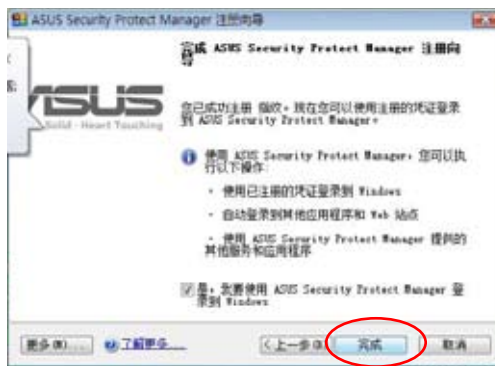 ASUS Security Protect Manager 注册向导
完成 ASUS Security Protect Manager 注册向
导
ASUS
Solid · Heart Touching
您已成功注册 指纹。现在您可以使用注册的凭证登录
到 ASUS Security Protect Manager。
使用 ASUS Security Protect Manager，您可以执
行以下操作:
· 使用已注册的凭证登录到 Windows
· 自动登录到其他应用程序和 Web 站点
· 使用 ASUS Security Protect Manager 提供的
其他服务和应用程序
是，我要使用 ASUS Security Protect Manager 登
录到 Windows
更多(M)... 了解更多... <上一步(B) 完成 取消